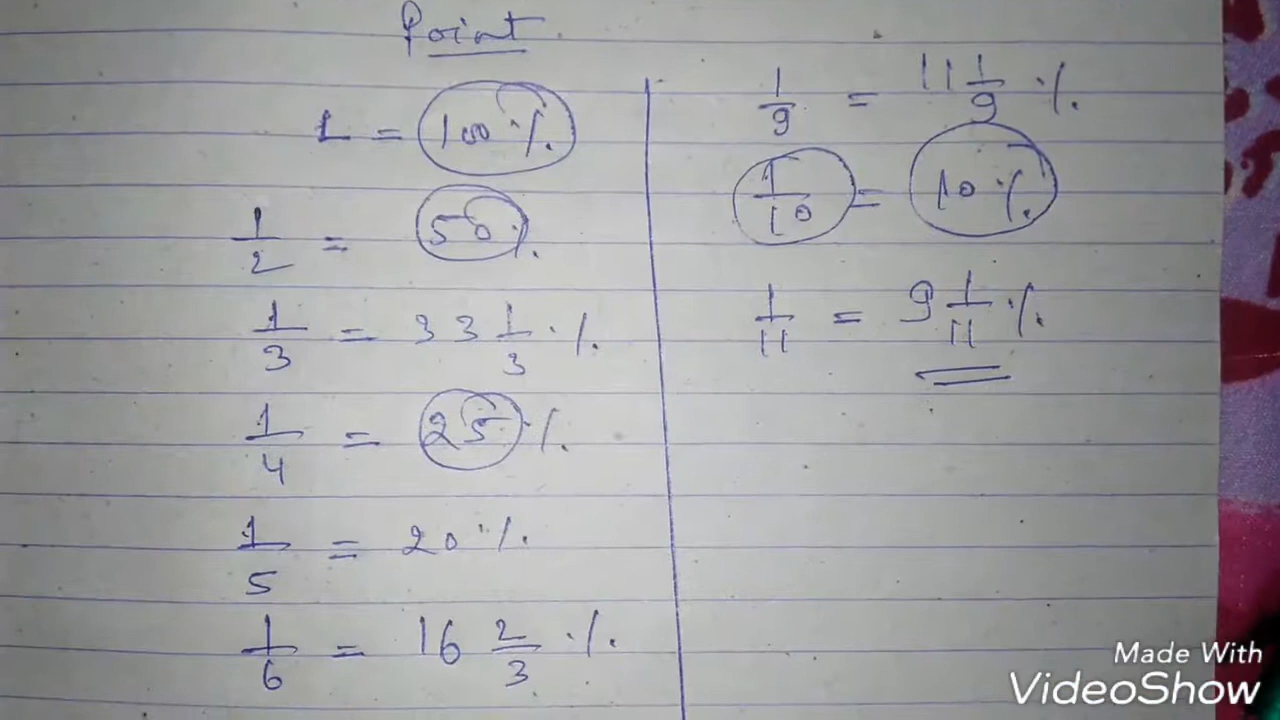 Point
1 = 100 %
1/2 = 50 %
1/3 = 33 1/3 %
1/4 = 25 %
1/5 = 20 %
1/6 = 16 2/3 %
1/9 = 11 1/9 %
1/10 = 10 %
1/11 = 9 1/11 %
Made With
VideoShow